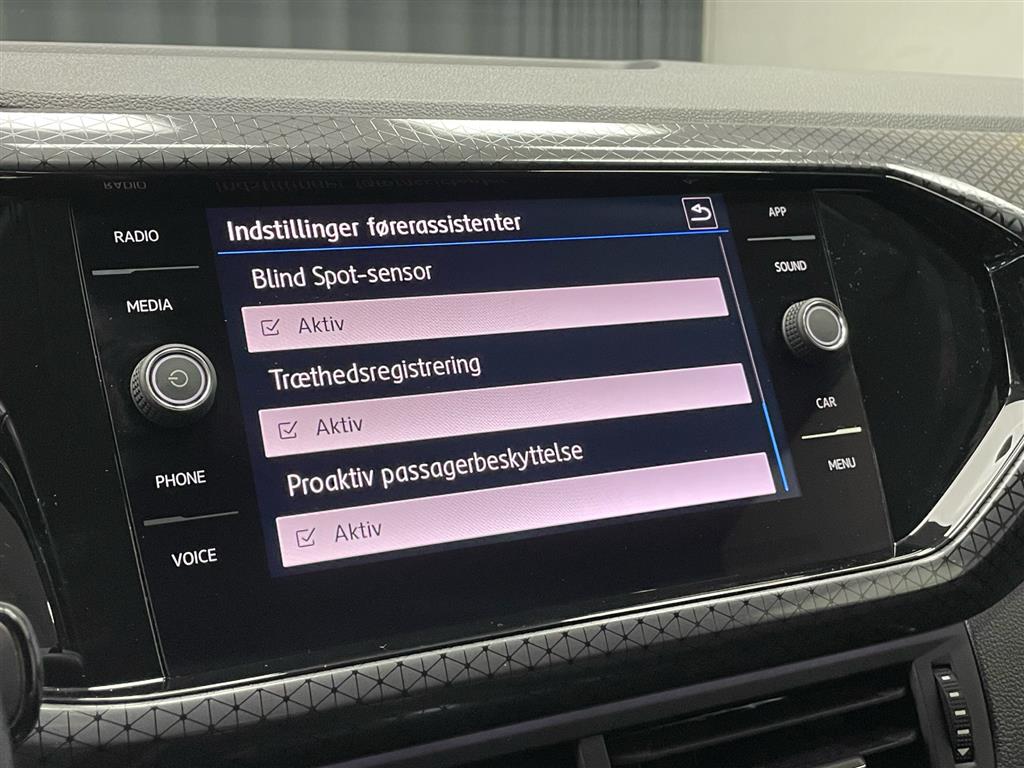 RADIO
MEDIA
PHONE
VOICE
Indstillinger førerassistenter
Blind Spot-sensor
Aktiv
Træthedsregistrering
Aktiv
Proaktiv passagerbeskyttelse
Aktiv
APP
SOUND
CAR
MENU